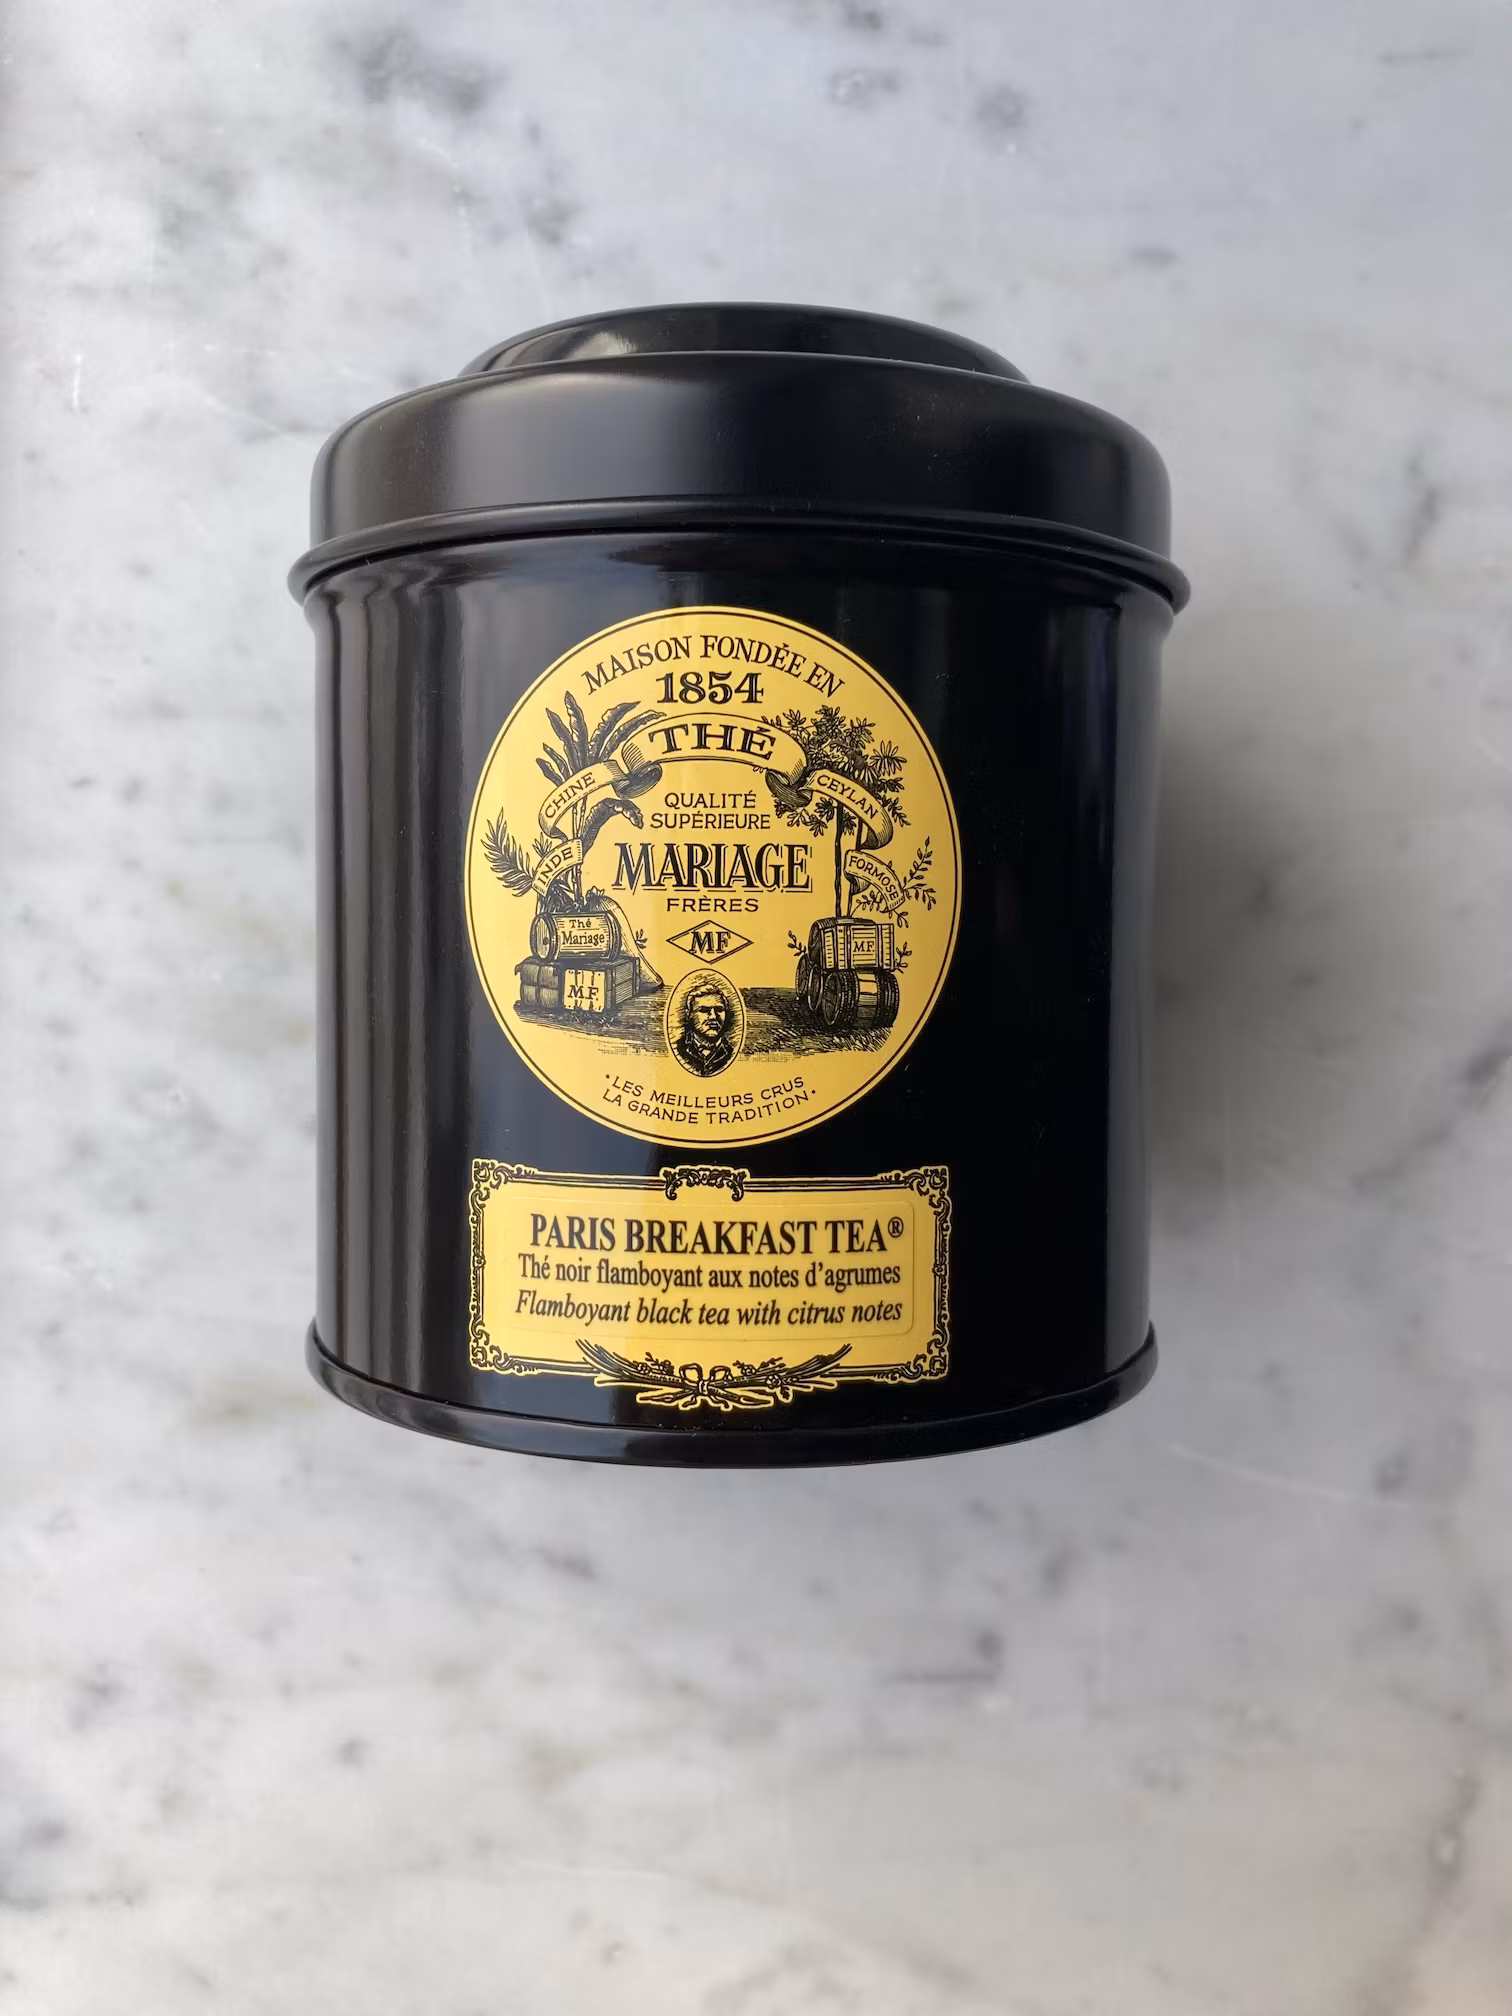 MAISON FONDÉE EN
1854
THÉ
CHINE
CEYLAN
INDE
FORMOSE
QUALITÉ
SUPÉRIEURE
MARIAGE
FRÈRES
MF
Thé
Mariage
M.F.
MF.
•LES MEILLEURS CRUS
LA GRANDE TRADITION•
PARIS BREAKFAST TEA®
Thé noir flamboyant aux notes d'agrumes
Flamboyant black tea with citrus notes